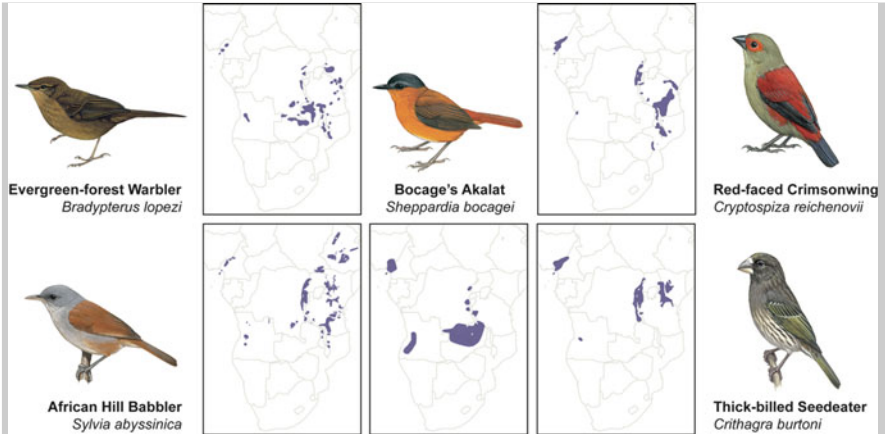 Evergreen-forest Warbler
Bradypterus lopezi
Bocage's Akalat
Sheppardia bocagei
Red-faced Crimsonwing
Cryptospiza reichenovii
African Hill Babbler
Sylvia abyssinica
Thick-billed Seedeater
Crithagra burtoni